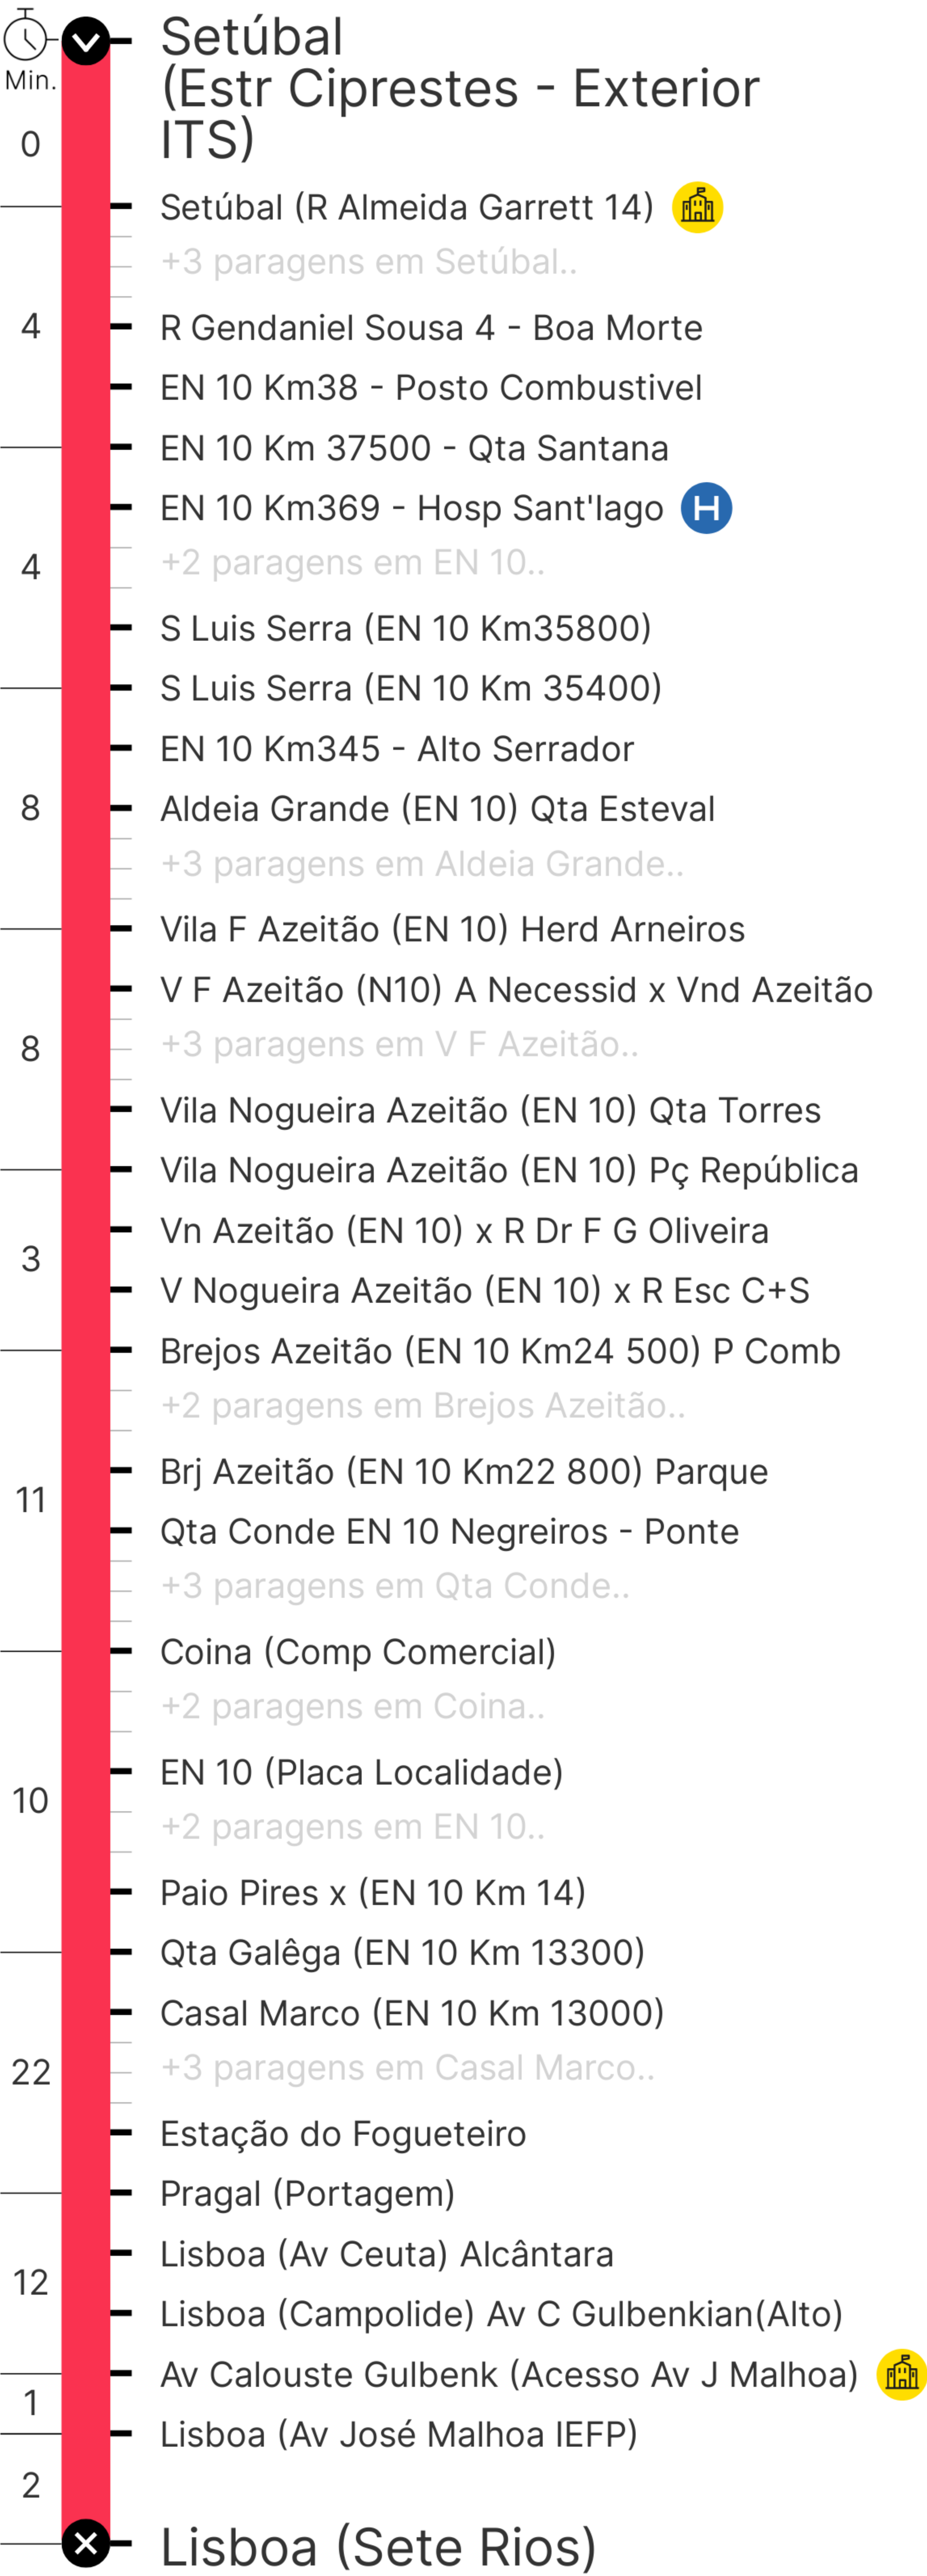 Setúbal
(Estr Ciprestes - Exterior
ITS)
Min.
0
Setúbal (R Almeida Garrett 14)
+3 paragens em Setúbal..
4
R Gendaniel Sousa 4 - Boa Morte
EN 10 Km38 - Posto Combustivel
EN 10 Km 37500 - Qta Santana
EN 10 Km369 - Hosp Sant'Iago H
4
+2 paragens em EN 10..
S Luis Serra (EN 10 Km35800)
S Luis Serra (EN 10 Km 35400)
EN 10 Km345 - Alto Serrador
8
Aldeia Grande (EN 10) Qta Esteval
+3 paragens em Aldeia Grande..
Vila F Azeitão (EN 10) Herd Arneiros
V F Azeitão (N10) A Necessid x Vnd Azeitão
8
+3 paragens em V F Azeitão..
Vila Nogueira Azeitão (EN 10) Qta Torres
Vila Nogueira Azeitão (EN 10) Pç República
Vn Azeitão (EN 10) x R Dr F G Oliveira
3
V Nogueira Azeitão (EN 10) x R Esc C+S
Brejos Azeitão (EN 10 Km24 500) P Comb
+2 paragens em Brejos Azeitão..
Brj Azeitão (EN 10 Km22 800) Parque
11
Qta Conde EN 10 Negreiros - Ponte
+3 paragens em Qta Conde..
Coina (Comp Comercial)
+2 paragens em Coina..
EN 10 (Placa Localidade)
10
+2 paragens em EN 10..
Paio Pires x (EN 10 Km 14)
Qta Galêga (EN 10 Km 13300)
Casal Marco (EN 10 Km 13000)
22
+3 paragens em Casal Marco..
Estação do Fogueteiro
Pragal (Portagem)
Lisboa (Av Ceuta) Alcântara
12
Lisboa (Campolide) Av C Gulbenkian(Alto)
Av Calouste Gulbenk (Acesso Av J Malhoa)
1
Lisboa (Av José Malhoa IEFP)
2
Lisboa (Sete Rios)